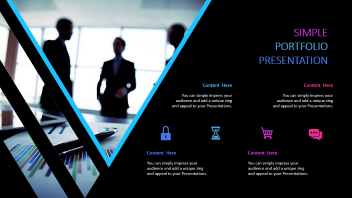 SIMPLE
PORTFOLIO
PRESENTATION
Content Here
You can simply impress your
audience and add a unique zing
and appeal to your Presentations.
Content Here
You can simply impress your
audience and add a unique zing
and appeal to your Presentations.
Content Here
You can simply impress your
audience and add a unique zing
and appeal to your Presentations.
Content Here
You can simply impress your
audience and add a unique zing
and appeal to your Presentations.